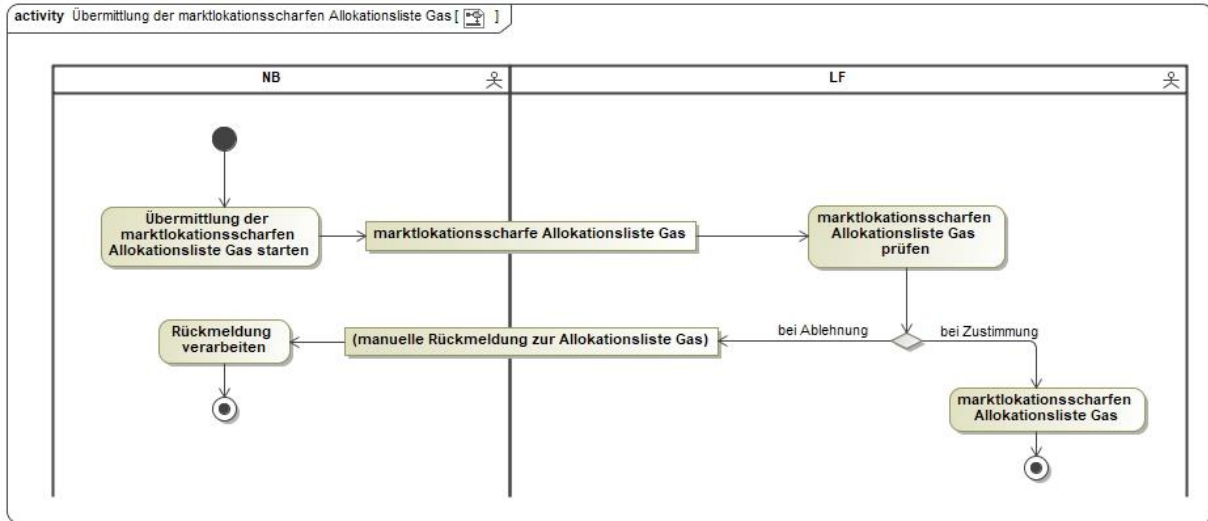 activity Übermittlung der marktlokationsscharfen Allokationsliste Gas [ ]
NB
LF
Übermittlung der
marktlokationsscharfen
Allokationsliste Gas starten
marktlokationsscharfe Allokationsliste Gas
marktlokationsscharfen
Allokationsliste Gas
prüfen
Rückmeldung
verarbeiten
(manuelle Rückmeldung zur Allokationsliste Gas)
bei Ablehnung
bei Zustimmung
marktlokationsscharfen
Allokationsliste Gas